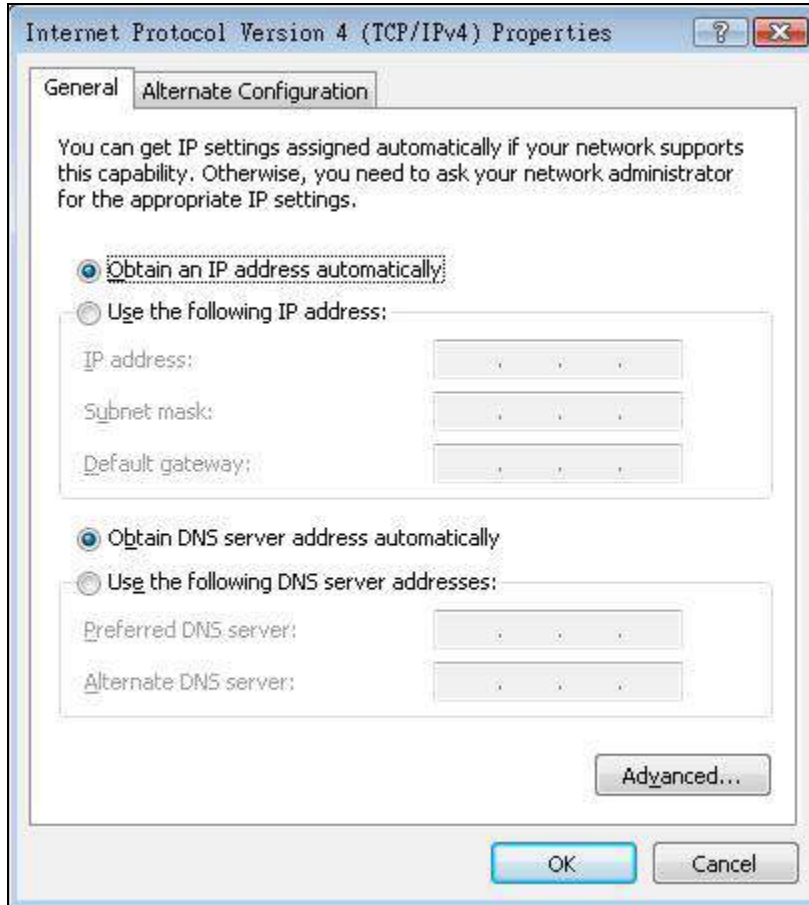 Internet Protocol Version 4 (TCP/IPv4) Properties
General
Alternate Configuration
You can get IP settings assigned automatically if your network supports
this capability. Otherwise, you need to ask your network administrator
for the appropriate IP settings.
Obtain an IP address automatically
Use the following IP address:
IP address:
Subnet mask:
Default gateway:
Obtain DNS server address automatically
Use the following DNS server addresses:
Preferred DNS server:
Alternate DNS server:
Advanced...
OK
Cancel